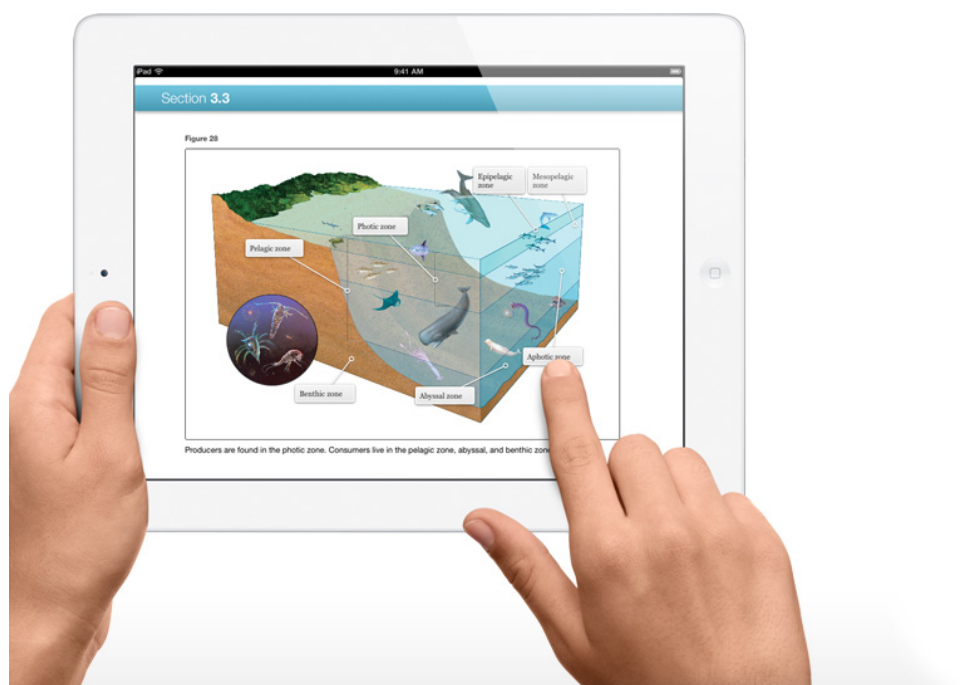 iPad
9:41 AM
Section 3.3
Figure 28
Epipelagic
zone
Mesopelagic
zone
Photic zone
Pelagic zone
Aphotic zone
Benthic zone
Abyssal zone
Producers are found in the photic zone. Consumers live in the pelagic zone, abyssal, and benthic